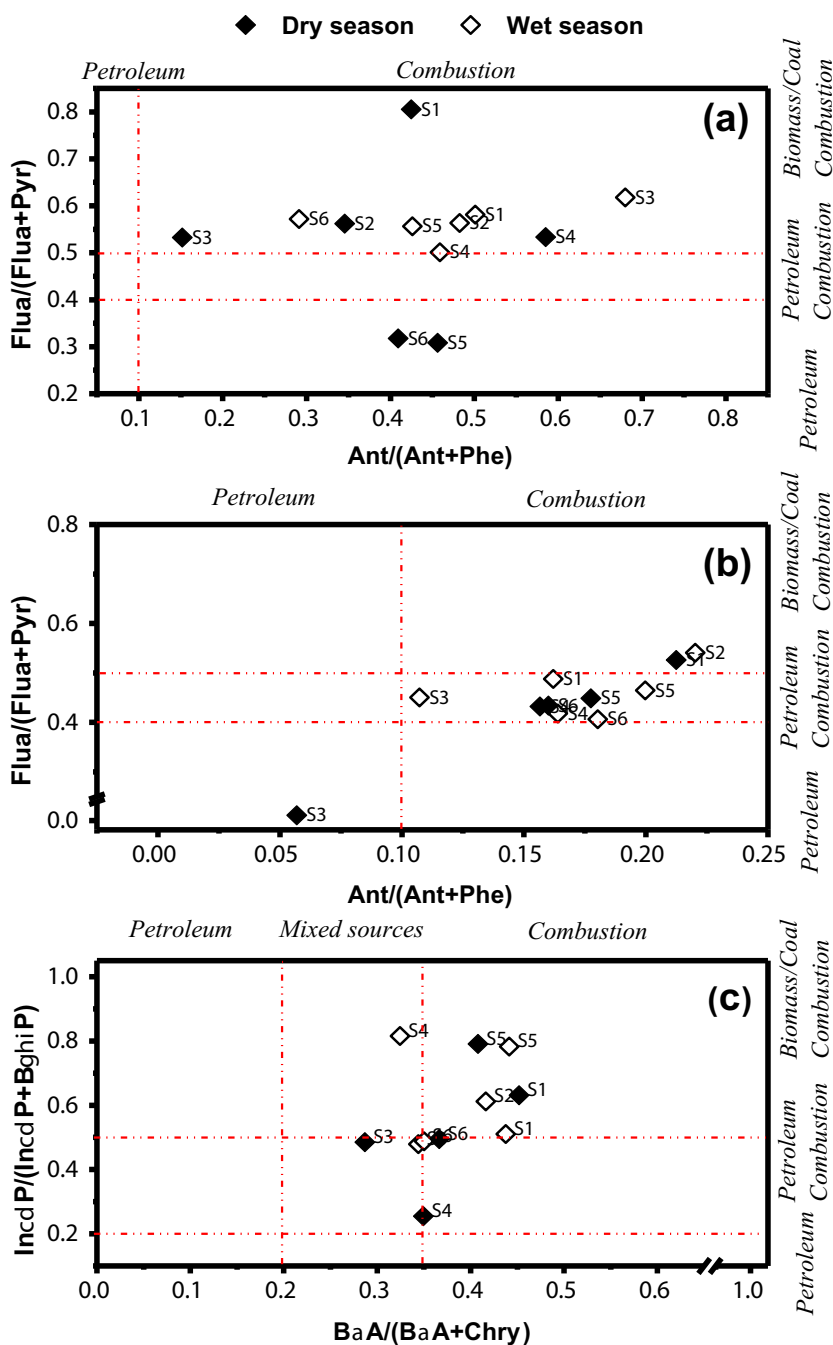 Dry season Wet season
Petroleum Combustion
(a)
Flua/(Flua+Pyr)
0.8
0.7
0.6
0.5
0.4
0.3
0.2
S1
S3
S6
S2
S5
S2
S1
S4
S3
S4
S6
S5
0.1 0.2 0.3 0.4 0.5 0.6 0.7 0.8
Ant/(Ant+Phe)
Biomass/Coal
Combustion
Petroleum
Combustion
Petroleum
Petroleum Combustion
(b)
Flua/(Flua+Pyr)
0.8
0.6
0.4
0.0
S2
S1
S1
S5
S3
S5
S6
S4
S6
S3
0.00 0.05 0.10 0.15 0.20 0.25
Ant/(Ant+Phe)
Biomass/Coal
Combustion
Petroleum
Combustion
Petroleum
Petroleum Mixed sources Combustion
(c)
IncdP/(IncdP+BghiP)
1.0
0.8
0.6
0.4
0.2
S4
S5
S5
S1
S2
S1
S3
S6
S4
0.0 0.2 0.3 0.4 0.5 0.6 1.0
BaA/(BaA+Chry)
Biomass/Coal
Combustion
Petroleum
Combustion
Petroleum